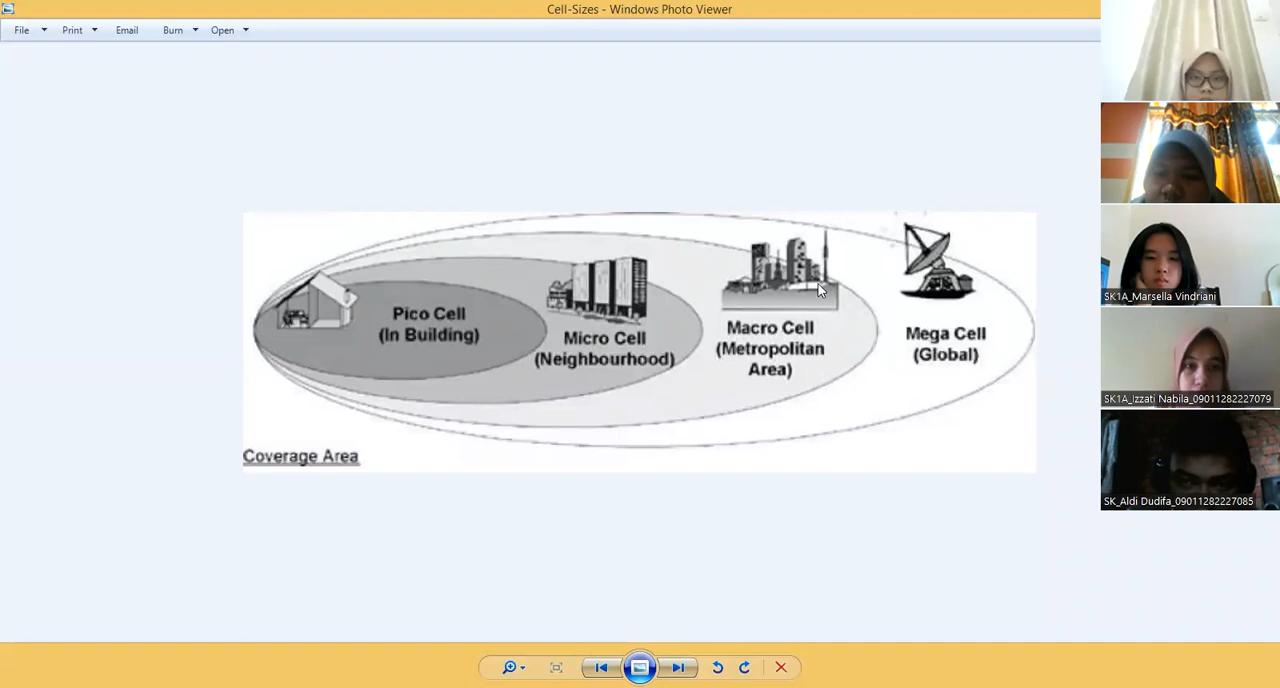 Cell-Sizes - Windows Photo Viewer
File Print Email Burn Open
Pico Cell
(In Building)
Micro Cell
(Neighbourhood)
Macro Cell
(Metropolitan
Area)
Mega Cell
(Global)
Coverage Area
SK1A_Marsella Vindriani
SK1A_Izzati Nabila_09011282227079
SK_Aldi Dudifa_09011282227085